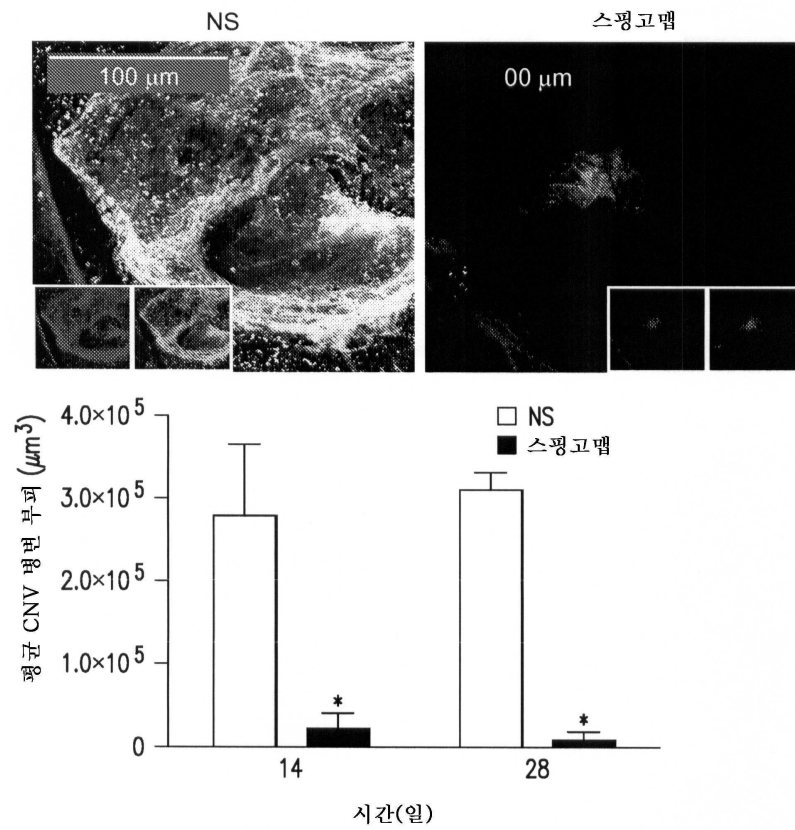 NS
스핑고맵
100 μm
00 μm
평균 CNV 병변 부피 (μm³)
4.0×10⁵
3.0×10⁵
2.0×10⁵
1.0×10⁵
0
NS
스핑고맵
*
*
14
28
시간(일)